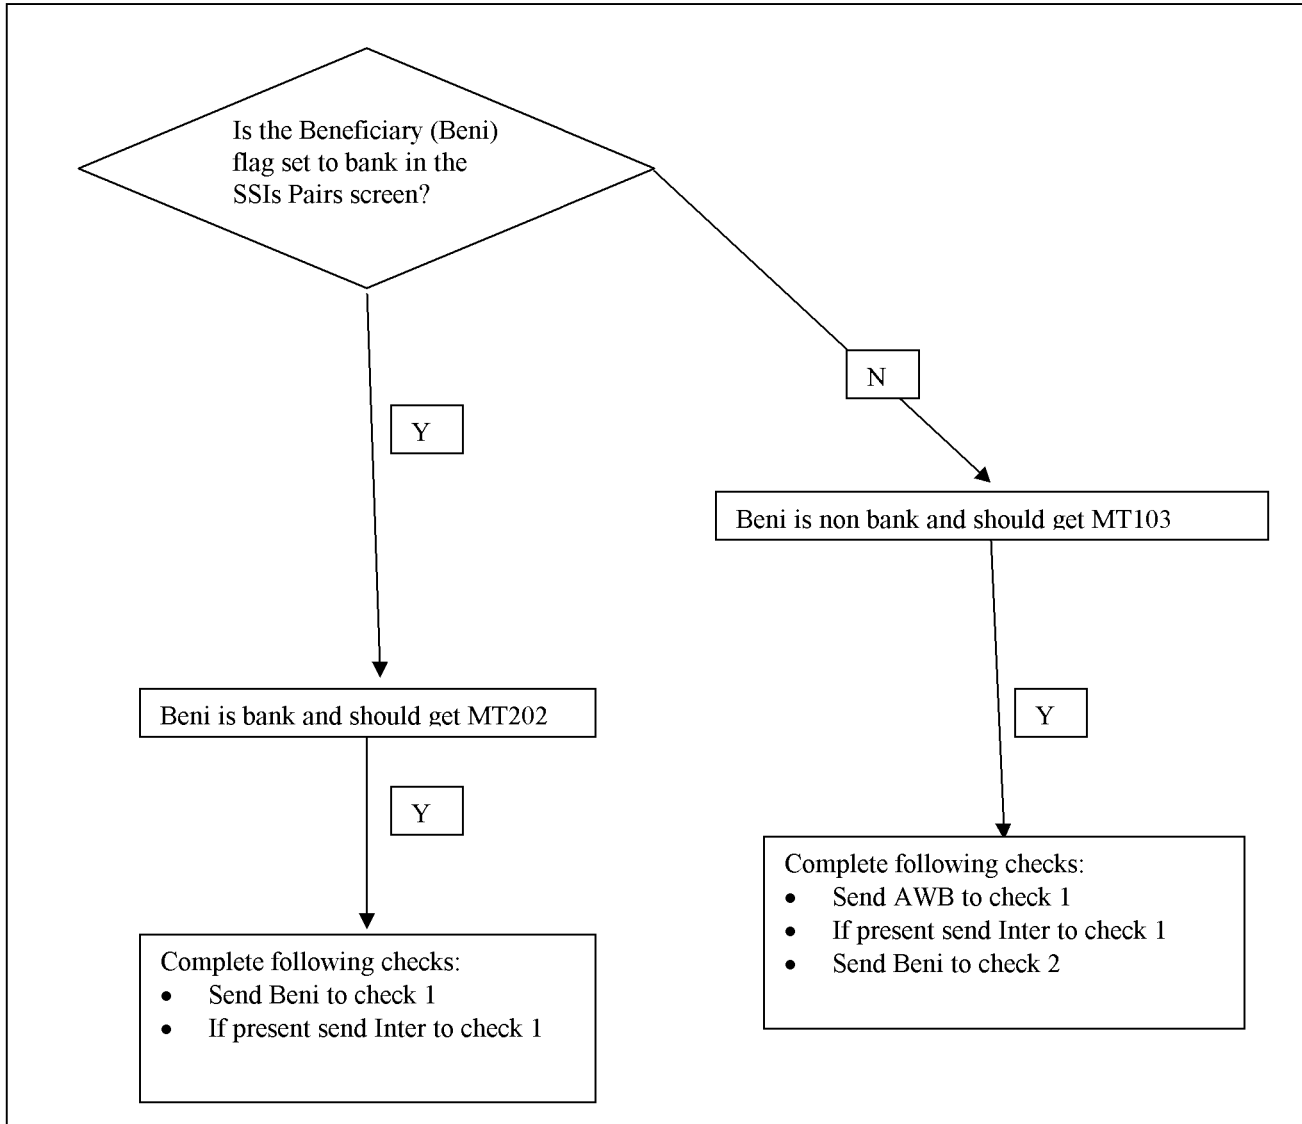 Is the Beneficiary (Beni)
flag set to bank in the
SSIs Pairs screen?
N
Y
Beni is non bank and should get MT103
Beni is bank and should get MT202
Y
Y
Complete following checks:
• Send AWB to check 1
• If present send Inter to check 1
• Send Beni to check 2
Complete following checks:
• Send Beni to check 1
• If present send Inter to check 1